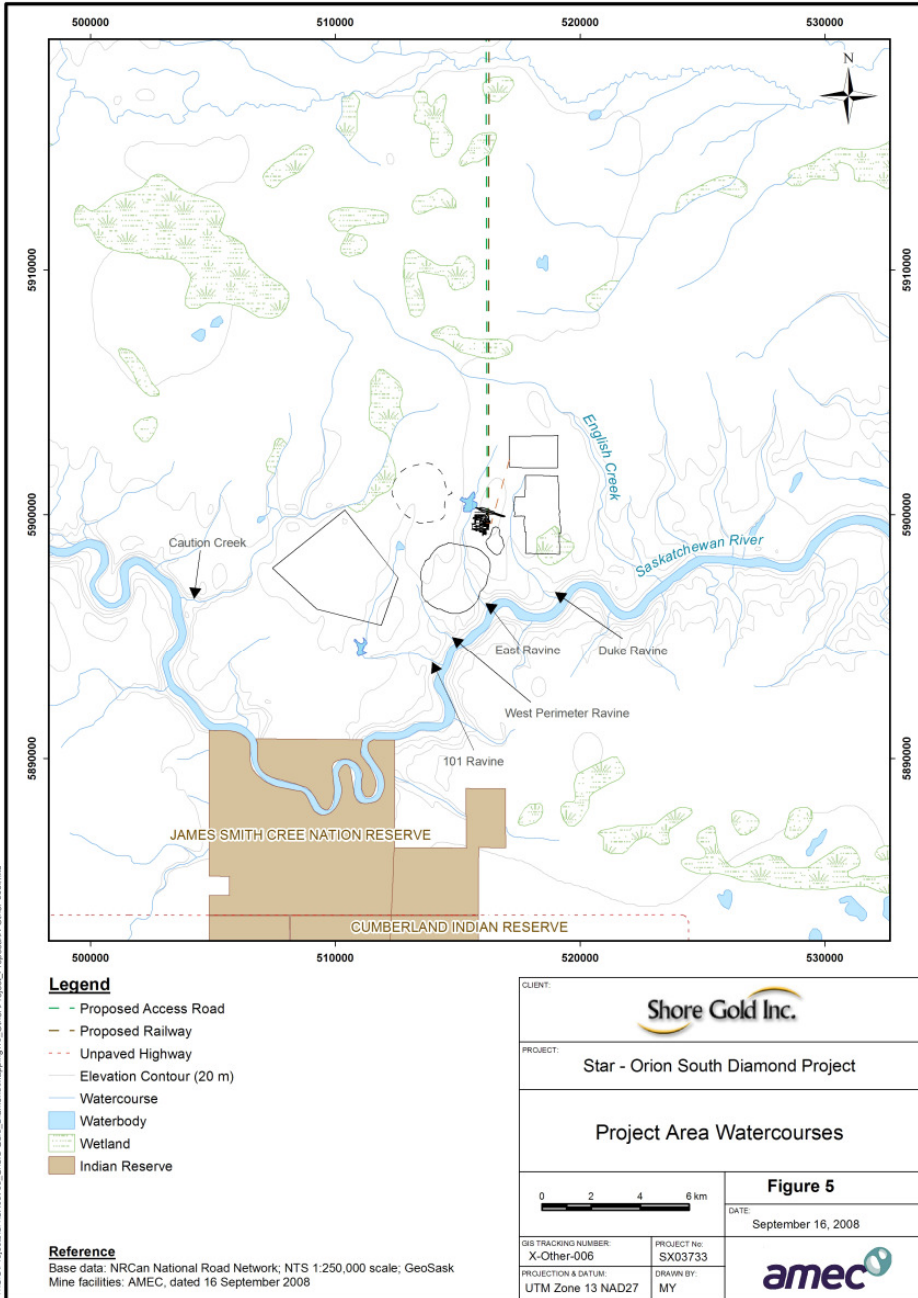 500000 510000 520000 530000
N
5910000 5910000
English Creek
5900000 5900000
Saskatchewan River
Caution Creek
East Ravine
Duke Ravine
West Perimeter Ravine
101 Ravine
5890000 5890000
JAMES SMITH CREE NATION RESERVE
CUMBERLAND INDIAN RESERVE
500000 510000 520000 530000
Legend
Proposed Access Road
Proposed Railway
Unpaved Highway
Elevation Contour (20 m)
Watercourse
Waterbody
Wetland
Indian Reserve
Reference
Base data: NRCan National Road Network; NTS 1:250,000 scale; GeoSask
Mine facilities: AMEC, dated 16 September 2008
CLIENT:
Shore Gold Inc.
PROJECT:
Star - Orion South Diamond Project
Project Area Watercourses
0 2 4 6 km
Figure 5
DATE:
September 16, 2008
GIS TRACKING NUMBER:
X-Other-006
PROJECT No:
SX03733
PROJECTION & DATUM:
UTM Zone 13 NAD27
DRAWN BY:
MY
amec